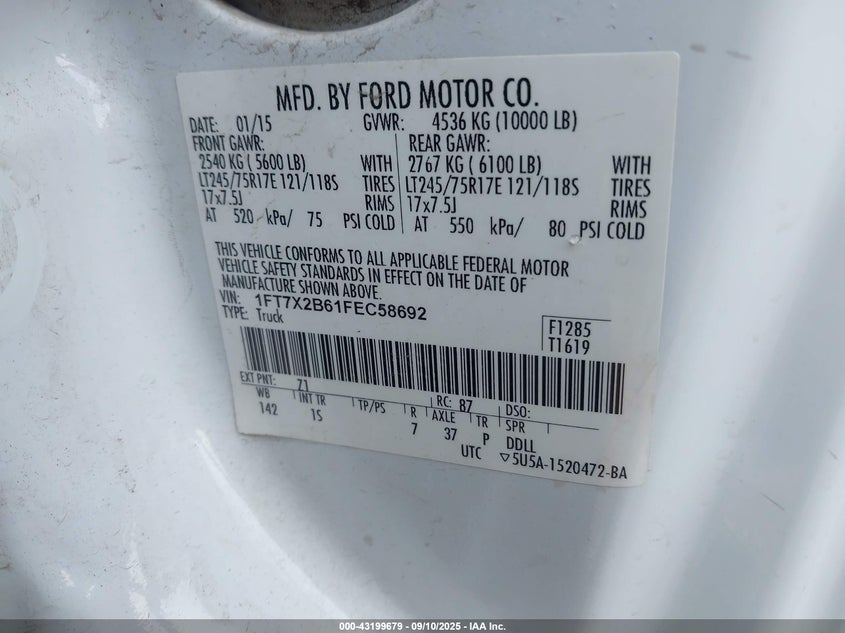 MFD. BY FORD MOTOR CO.
DATE: 01/15 GVWR: 4536 KG (10000 LB)
FRONT GAWR: REAR GAWR:
2540 KG ( 5600 LB) WITH 2767 KG ( 6100 LB) WITH
LT245/75R17E 121/118S TIRES LT245/75R17E 121/118S TIRES
17x7.5J RIMS 17x7.5J RIMS
AT 520 kPa/ 75 PSI COLD AT 550 kPa/ 80 PSI COLD
THIS VEHICLE CONFORMS TO ALL APPLICABLE FEDERAL MOTOR
VEHICLE SAFETY STANDARDS IN EFFECT ON THE DATE OF
MANUFACTURE SHOWN ABOVE.
VIN: 1FT7X2B61FEC58692
TYPE: Truck
F1285
T1619
EXT PNT: 71 RC: 87 DSO:
WB INT TR TP/PS R AXLE TR SPR
142 15 7 37 P DDLL
UTC ▽5U5A-1520472-BA
000-43199679 - 09/10/2025 - IAA Inc.